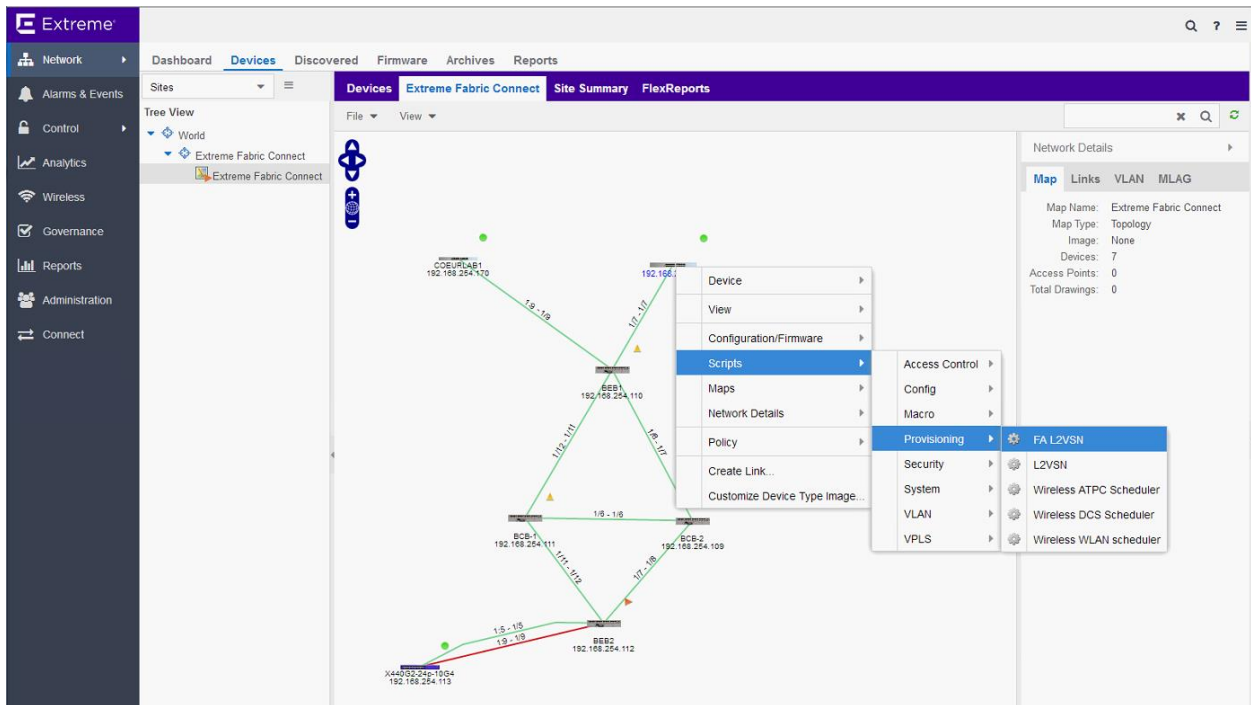 Extreme
?
Network
Alarms & Events
Control
Analytics
Wireless
Governance
Reports
Administration
Connect
Dashboard Devices Discovered Firmware Archives Reports
Sites
Tree View
World
Extreme Fabric Connect
Extreme Fabric Connect
Devices Extreme Fabric Connect Site Summary FlexReports
File View
COEURLAB1
192.168.254.170
192.168.
1:9 - 1/9
1/7 - 1/7
BEB1
192.168.254.110
1/12 - 1/11
1/6 - 1/7
BCB-1
192.168.254.111
1/6 - 1/6
BCB-2
192.168.254.109
1/11 - 1/12
1/7 - 1/8
BEB2
192.168.254.112
1:5 - 1/5
1:9 - 1/9
X440G2-24p-10G4
192.168.254.113
Device
View
Configuration/Firmware
Scripts
Maps
Network Details
Policy
Create Link...
Customize Device Type Image...
Access Control
Config
Macro
Provisioning
Security
System
VLAN
VPLS
FA L2VSN
L2VSN
Wireless ATPC Scheduler
Wireless DCS Scheduler
Wireless WLAN scheduler
Network Details
Map Links VLAN MLAG
Map Name: Extreme Fabric Connect
Map Type: Topology
Image: None
Devices: 7
Access Points: 0
Total Drawings: 0